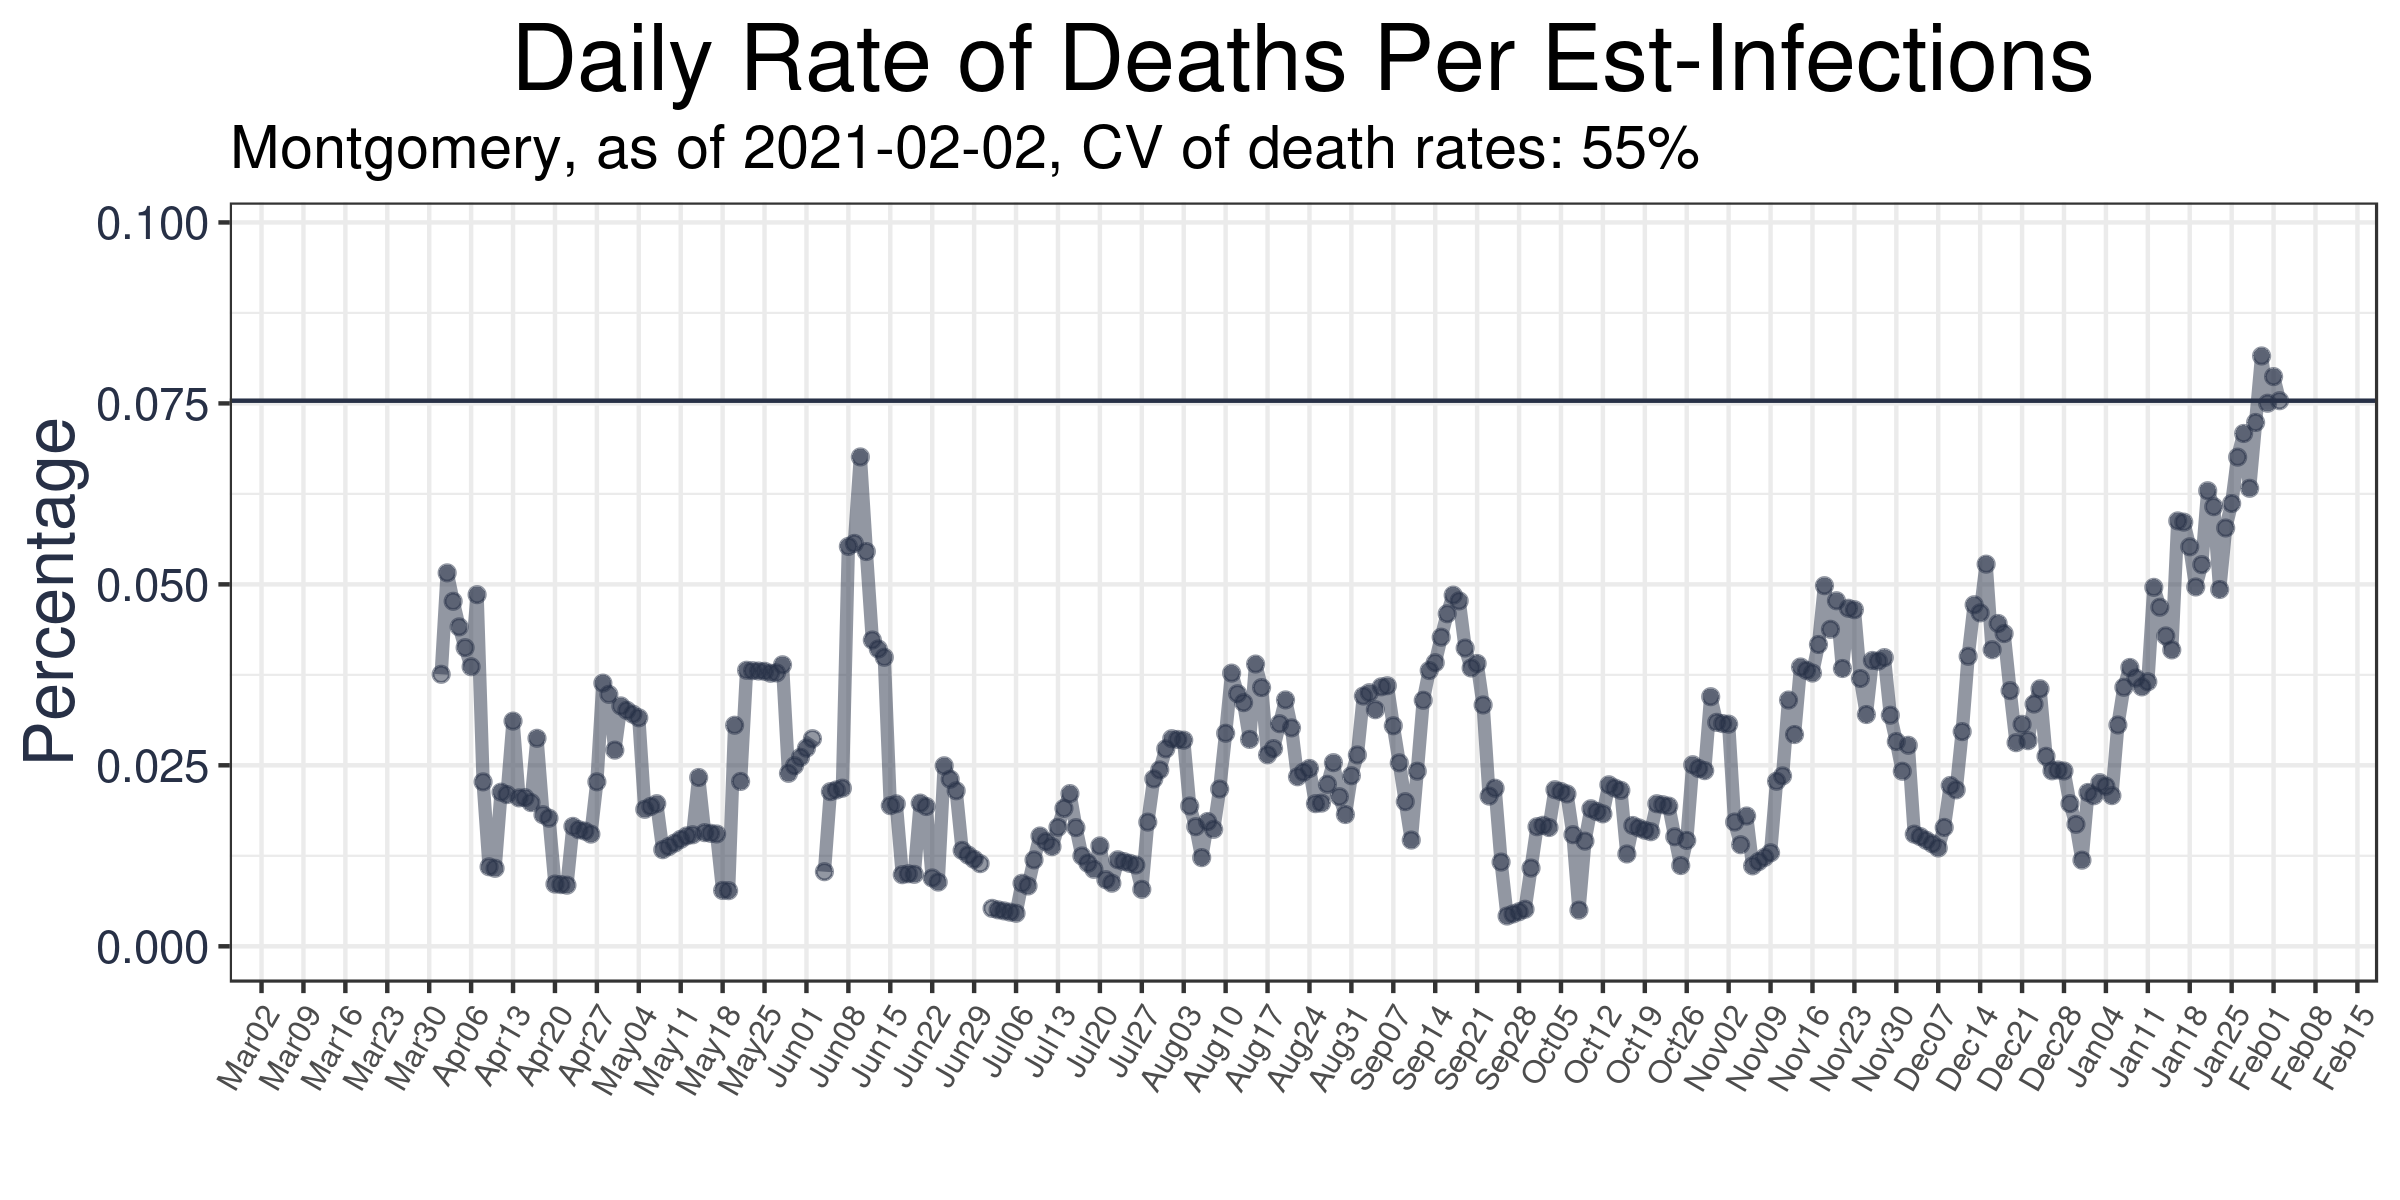 Daily Rate of Deaths Per Est-Infections
Montgomery, as of 2021-02-02, CV of death rates: 55%
Percentage
0.100
0.075
0.050
0.025
0.000
Mar02
Mar09
Mar16
Mar23
Mar30
Apr06
Apr13
Apr20
Apr27
May04
May11
May18
May25
Jun01
Jun08
Jun15
Jun22
Jun29
Jul06
Jul13
Jul20
Jul27
Aug03
Aug10
Aug17
Aug24
Aug31
Sep07
Sep14
Sep21
Sep28
Oct05
Oct12
Oct19
Oct26
Nov02
Nov09
Nov16
Nov23
Nov30
Dec07
Dec14
Dec21
Dec28
Jan04
Jan11
Jan18
Jan25
Feb01
Feb08
Feb15